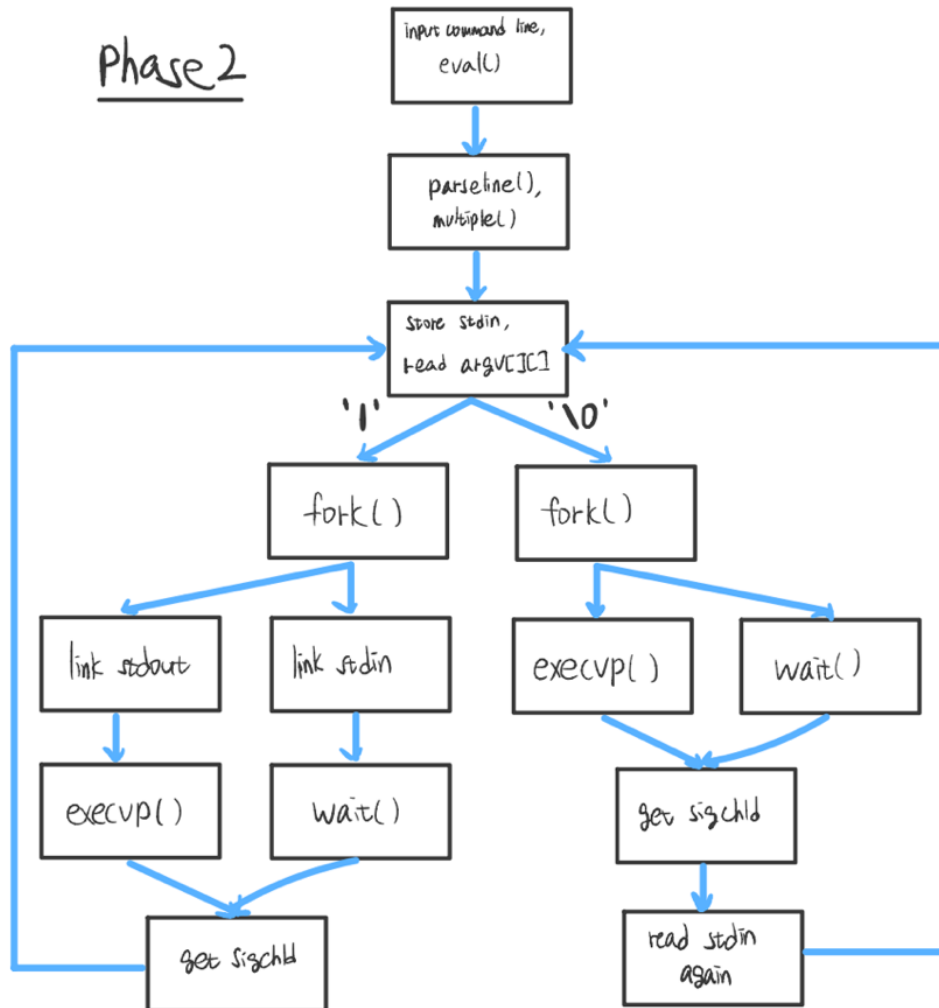 Phase 2
input command line,
eval()
parseline(),
multiple()
store stdin,
read argv[][]
'|'
'\0'
fork()
fork()
link stdout
link stdin
execvp()
wait()
execvp()
wait()
get sigchld
get sigchld
read stdin
again